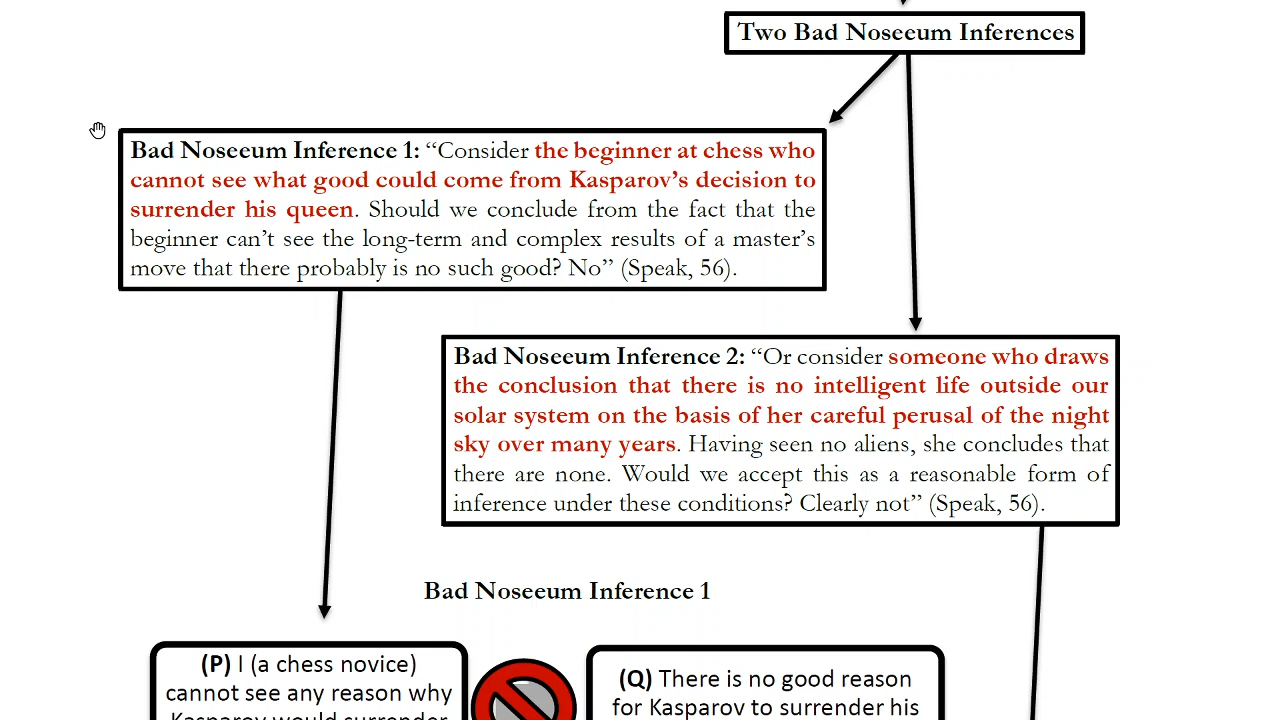 Two Bad Noseeum Inferences
Bad Noseeum Inference 1: “Consider the beginner at chess who
cannot see what good could come from Kasparov’s decision to
surrender his queen. Should we conclude from the fact that the
beginner can’t see the long-term and complex results of a master’s
move that there probably is no such good? No” (Speak, 56).
Bad Noseeum Inference 2: “Or consider someone who draws
the conclusion that there is no intelligent life outside our
solar system on the basis of her careful perusal of the night
sky over many years. Having seen no aliens, she concludes that
there are none. Would we accept this as a reasonable form of
inference under these conditions? Clearly not” (Speak, 56).
Bad Noseeum Inference 1
(P) I (a chess novice)
cannot see any reason why
Kasparov would surrender
(Q) There is no good reason
for Kasparov to surrender his